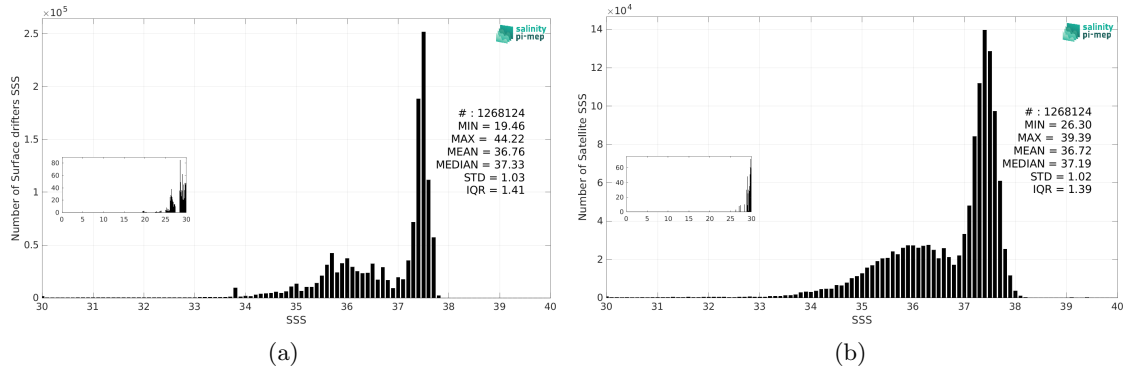 ×10⁵
2.5
2
1.5
1
0.5
0
Number of Surface drifters SSS
salinity
pi-mep
# : 1268124
MIN = 19.46
MAX = 44.22
MEAN = 36.76
MEDIAN = 37.33
STD = 1.03
IQR = 1.41
80
60
40
20
0
0 5 10 15 20 25 30
30 31 32 33 34 35 36 37 38 39 40
SSS
(a)
×10⁴
14
12
10
8
6
4
2
0
Number of Satellite SSS
salinity
pi-mep
# : 1268124
MIN = 26.30
MAX = 39.39
MEAN = 36.72
MEDIAN = 37.19
STD = 1.02
IQR = 1.39
60
40
20
0
0 5 10 15 20 25 30
30 31 32 33 34 35 36 37 38 39 40
SSS
(b)